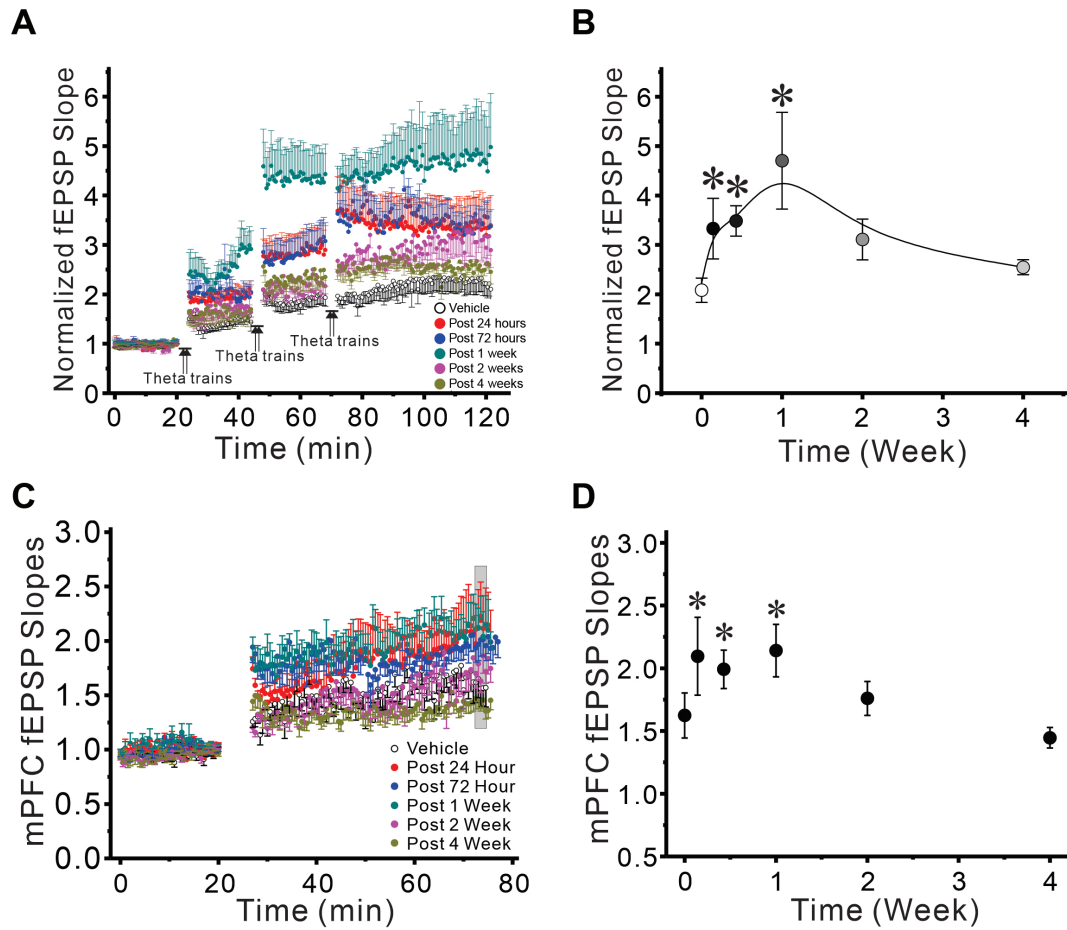 A
Normalized fEPSP Slope
6
5
4
3
2
1
0
Theta trains
Theta trains
Theta trains
Vehicle
Post 24 hours
Post 72 hours
Post 1 week
Post 2 weeks
Post 4 weeks
0 20 40 60 80 100 120
Time (min)
B
Normalized fEPSP Slope
6
5
4
3
2
1
0
* * *
*
0 1 2 3 4
Time (Week)
C
mPFC fEPSP Slopes
3.0
2.5
2.0
1.5
1.0
0.5
0.0
Vehicle
Post 24 Hour
Post 72 Hour
Post 1 Week
Post 2 Week
Post 4 Week
0 20 40 60 80
Time (min)
D
mPFC fEPSP Slopes
3.0
2.5
2.0
1.5
1.0
0.5
* * *
0 1 2 3 4
Time (Week)